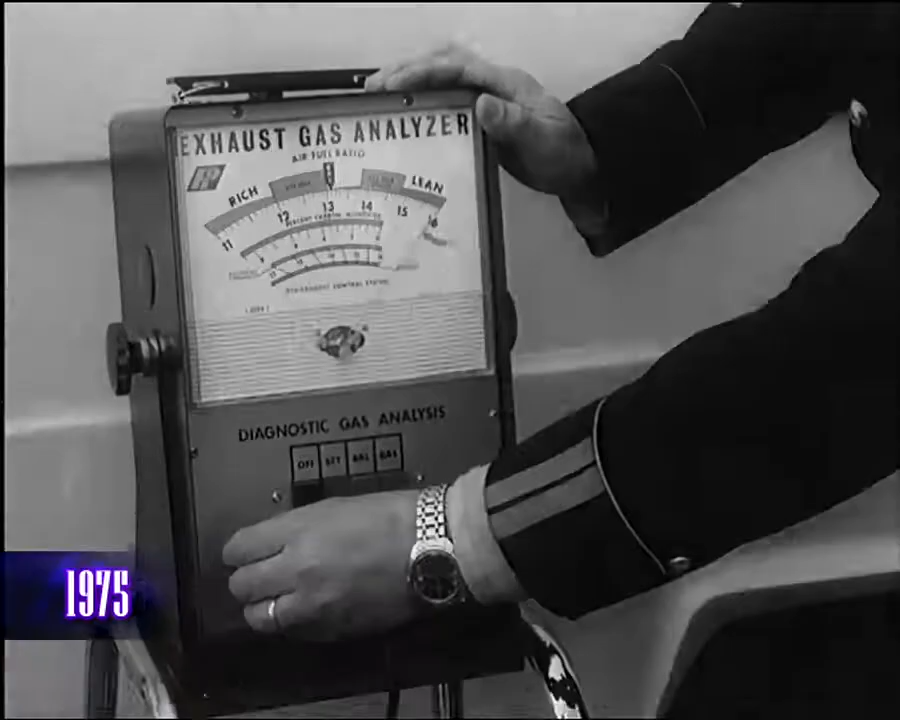 EXHAUST GAS ANALYZER
AIR FUEL RATIO
RICH
LEAN
11 12 13 14 15 16
DIAGNOSTIC GAS ANALYSIS
OFF SET BAL GAS
1975